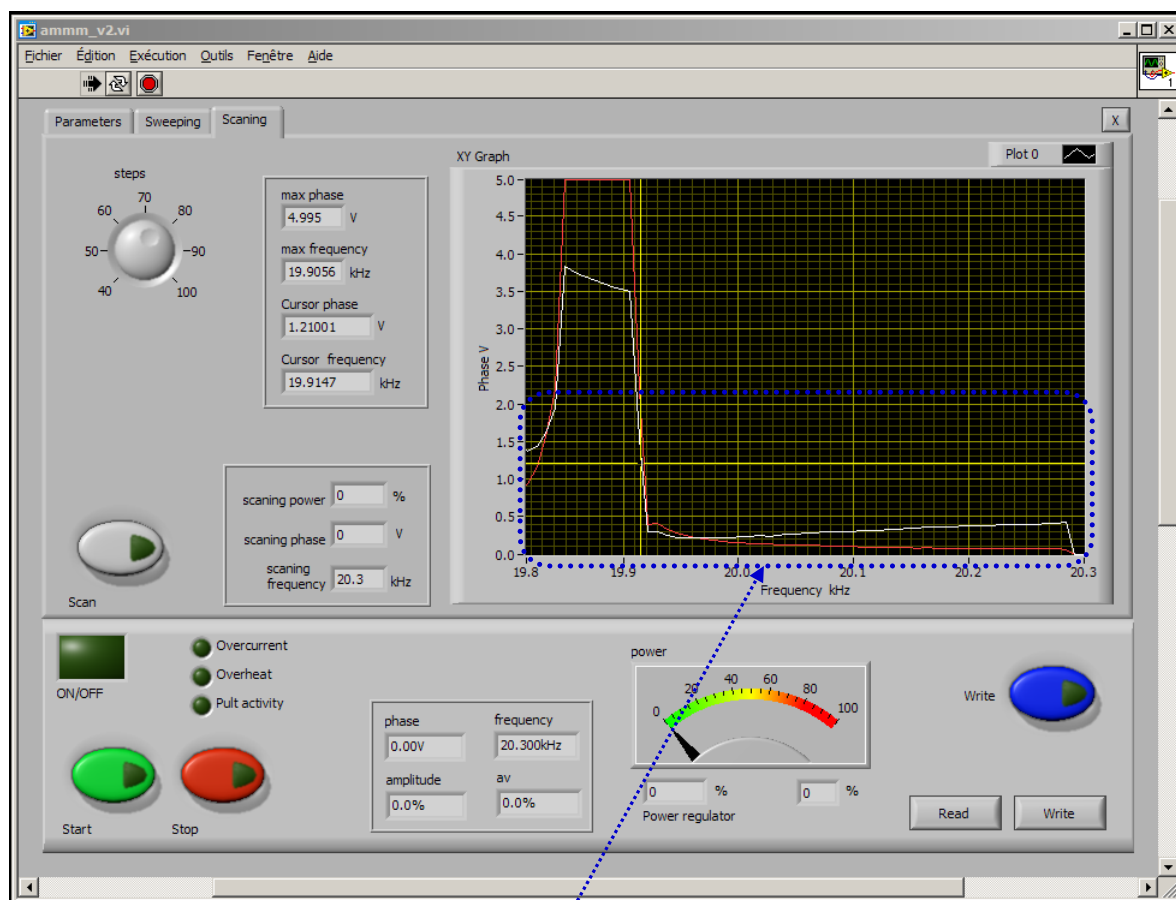 ammm_v2.vi
Fichier Édition Exécution Outils Fenêtre Aide
1
Parameters Sweeping Scaning X
steps
40 50 60 70 80 90 100
max phase
4.995 V
max frequency
19.9056 kHz
Cursor phase
1.21001 V
Cursor frequency
19.9147 kHz
scaning power 0 %
scaning phase 0 V
scaning
frequency 20.3 kHz
Scan
XY Graph
Plot 0
Phase V
5.0
4.5
4.0
3.5
3.0
2.5
2.0
1.5
1.0
0.5
0.0
19.8 19.9 20.0 20.1 20.2 20.3
Frequency kHz
ON/OFF
Overcurrent
Overheat
Pult activity
Start Stop
phase frequency
0.00V 20.300kHz
amplitude av
0.0% 0.0%
power
0 20 40 60 80 100
0 % 0 %
Power regulator
Write
Read Write